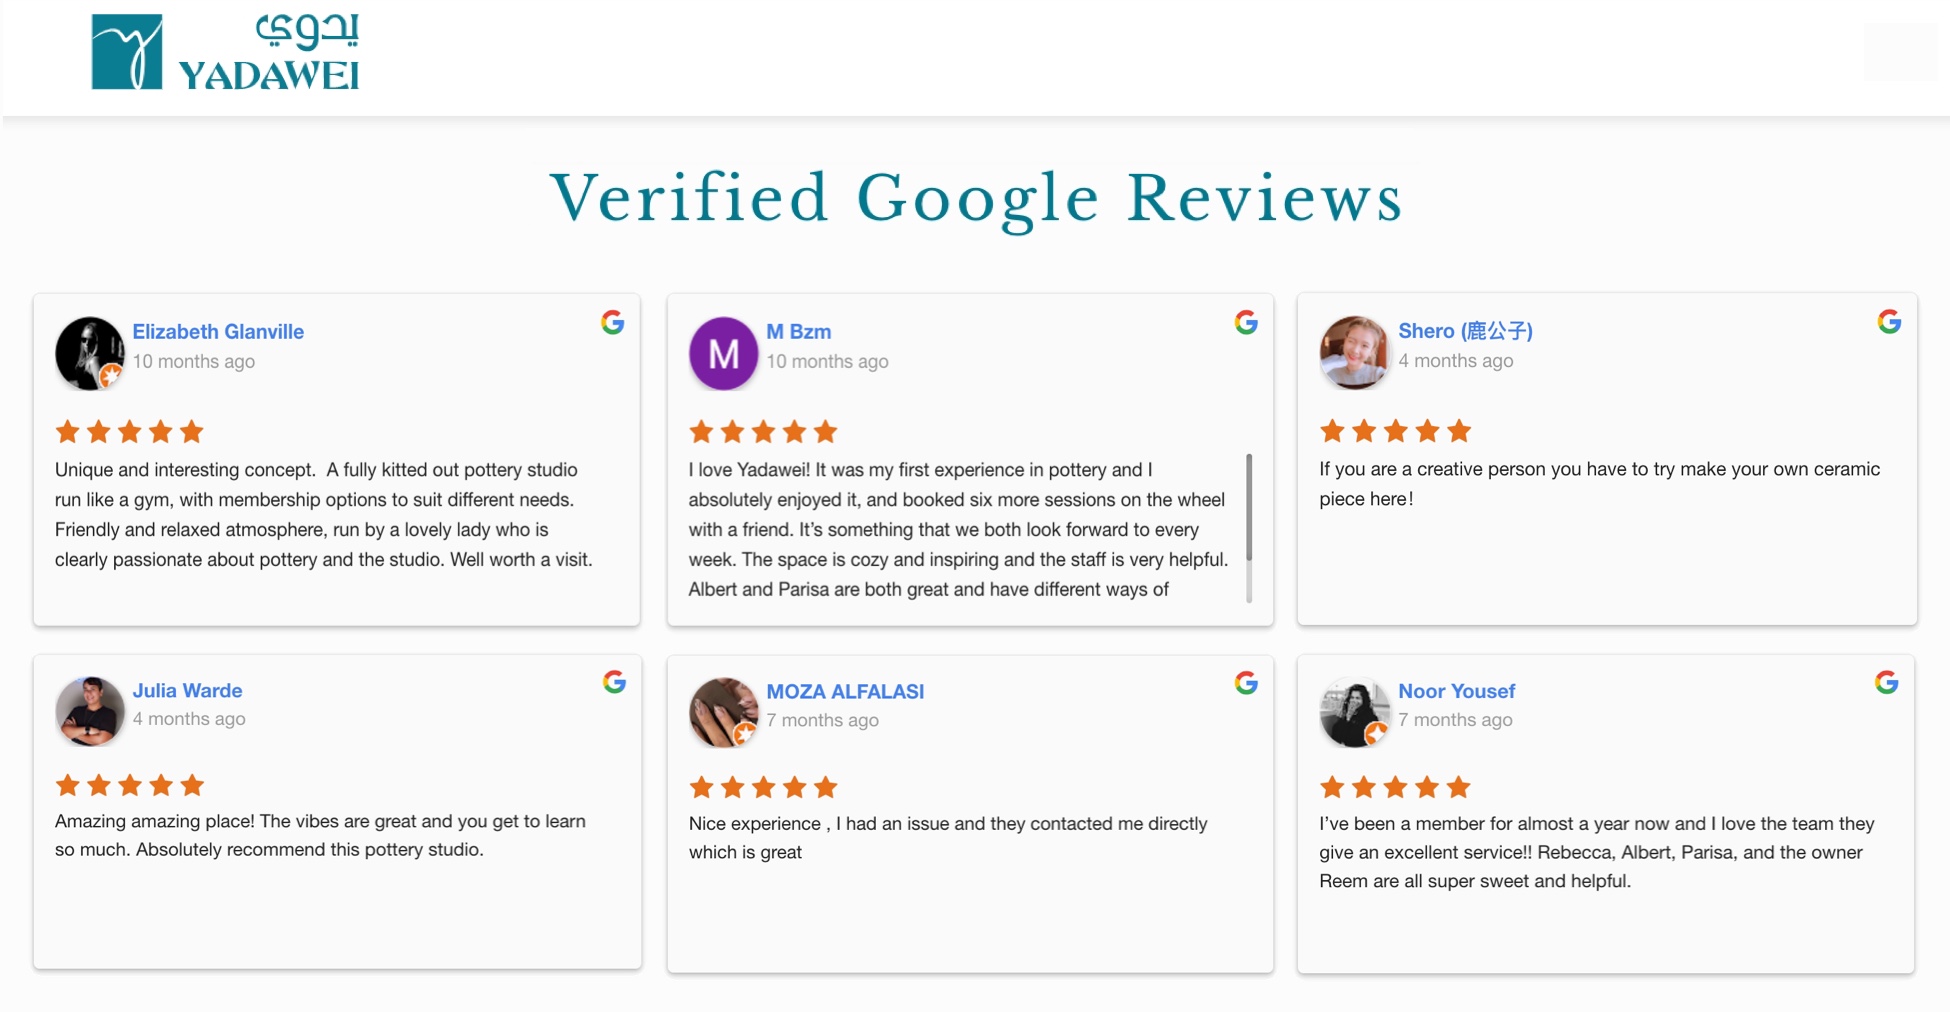 يدوي
YADAWEI
Verified Google Reviews
Elizabeth Glanville
10 months ago
Unique and interesting concept.  A fully kitted out pottery studio
run like a gym, with membership options to suit different needs.
Friendly and relaxed atmosphere, run by a lovely lady who is
clearly passionate about pottery and the studio. Well worth a visit.
M
M Bzm
10 months ago
I love Yadawei! It was my first experience in pottery and I
absolutely enjoyed it, and booked six more sessions on the wheel
with a friend. It’s something that we both look forward to every
week. The space is cozy and inspiring and the staff is very helpful.
Albert and Parisa are both great and have different ways of
Shero (鹿公子)
4 months ago
If you are a creative person you have to try make your own ceramic
piece here!
Julia Warde
4 months ago
Amazing amazing place! The vibes are great and you get to learn
so much. Absolutely recommend this pottery studio.
MOZA ALFALASI
7 months ago
Nice experience , I had an issue and they contacted me directly
which is great
Noor Yousef
7 months ago
I’ve been a member for almost a year now and I love the team they
give an excellent service!! Rebecca, Albert, Parisa, and the owner
Reem are all super sweet and helpful.